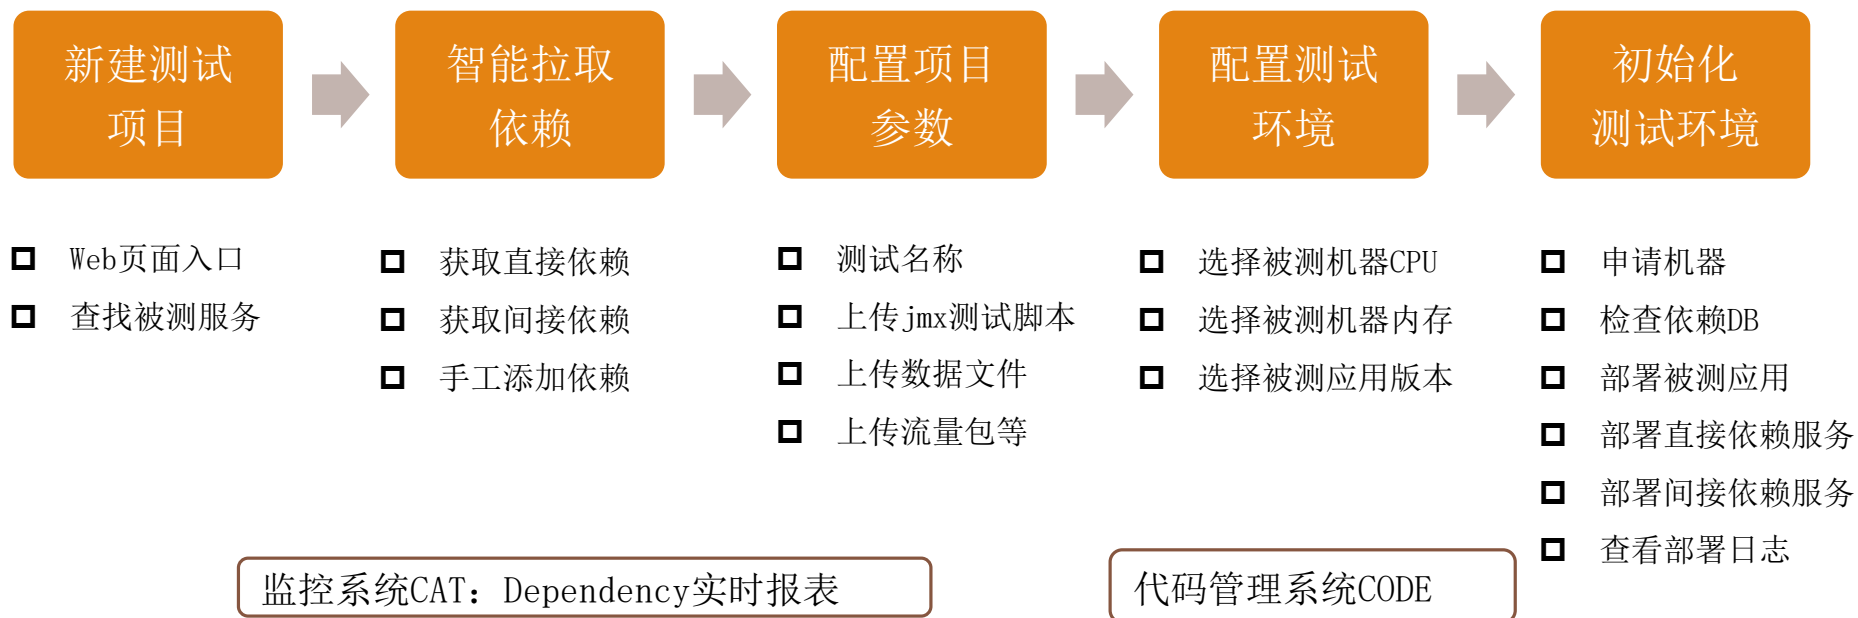 新建测试
项目
智能拉取
依赖
配置项目
参数
配置测试
环境
初始化
测试环境
Web页面入口
查找被测服务
获取直接依赖
获取间接依赖
手工添加依赖
测试名称
上传jmx测试脚本
上传数据文件
上传流量包等
选择被测机器CPU
选择被测机器内存
选择被测应用版本
申请机器
检查依赖DB
部署被测应用
部署直接依赖服务
部署间接依赖服务
查看部署日志
监控系统CAT：Dependency实时报表
代码管理系统CODE